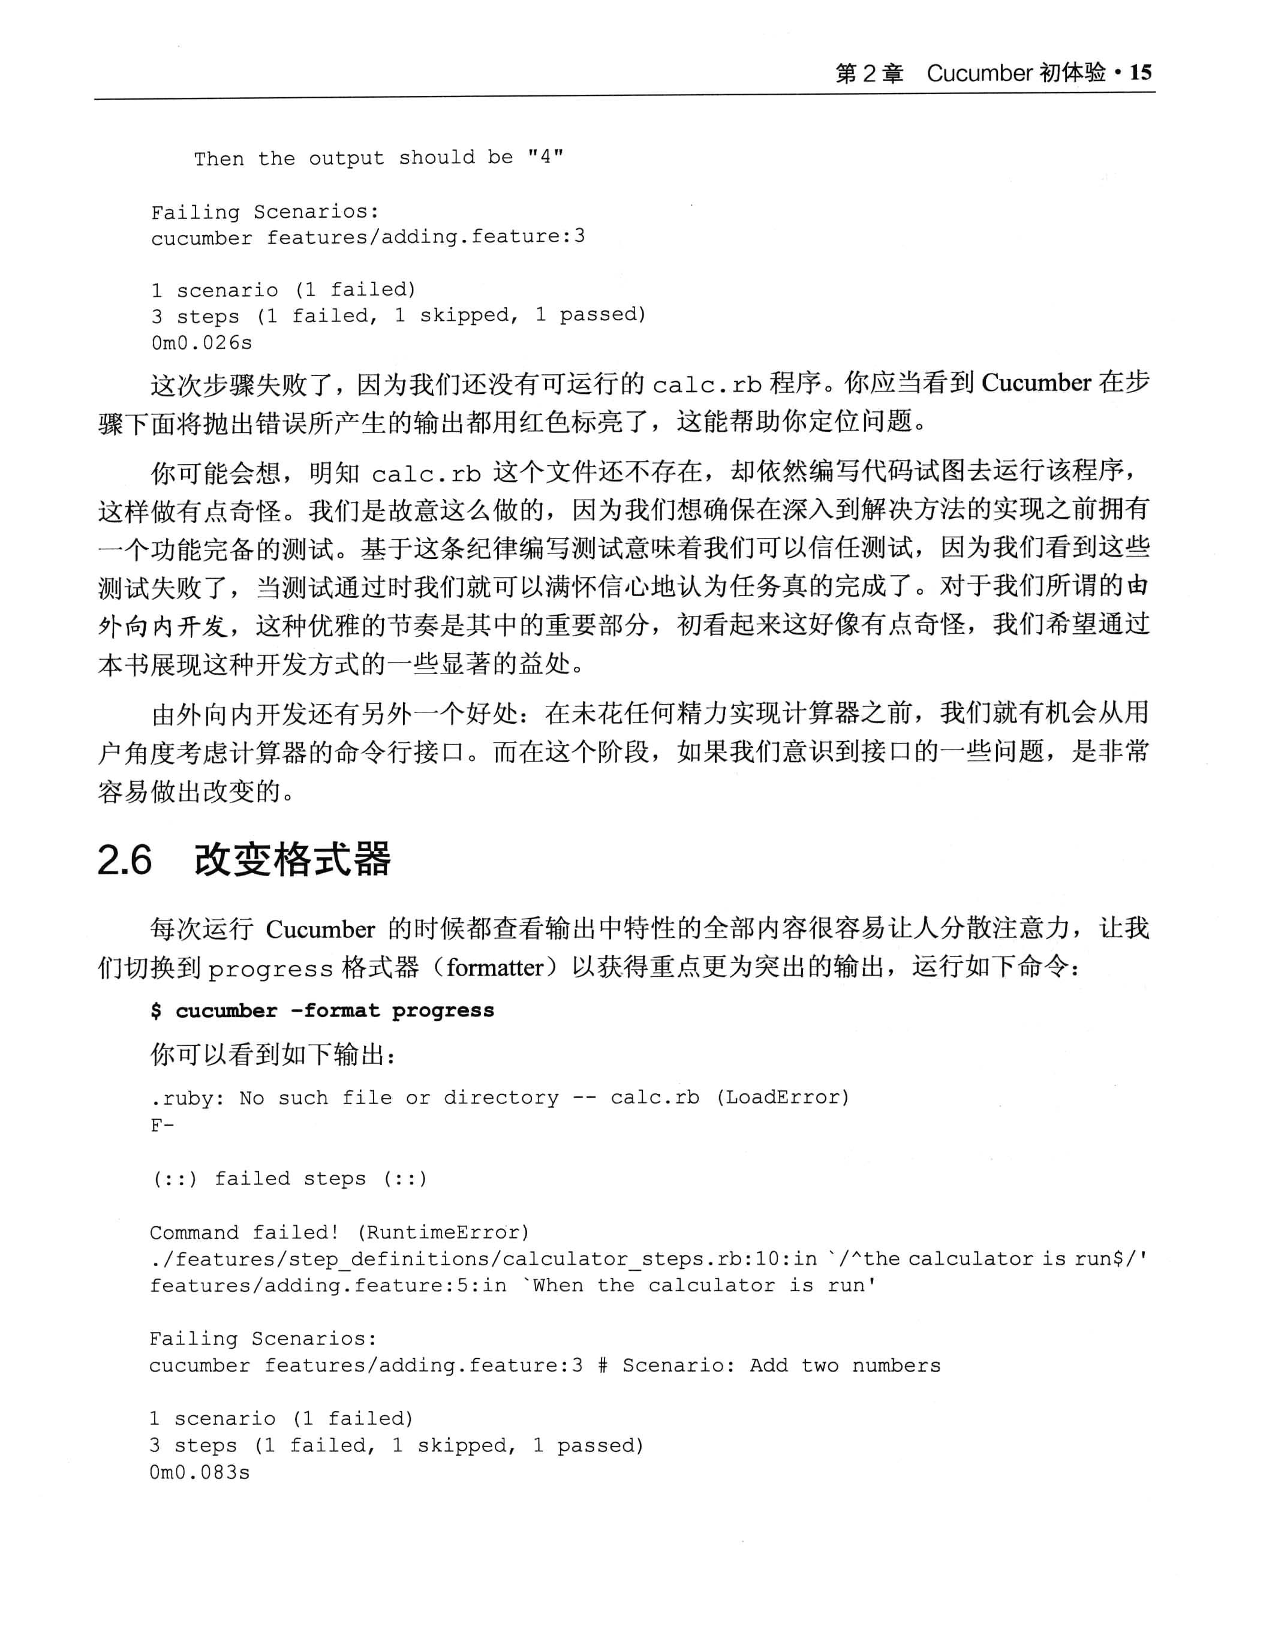 第 2 章　Cucumber 初体验 · 15
Then the output should be "4"
Failing Scenarios:
cucumber features/adding.feature:3
1 scenario (1 failed)
3 steps (1 failed, 1 skipped, 1 passed)
0m0.026s
这次步骤失败了，因为我们还没有可运行的 calc.rb 程序。你应当看到 Cucumber 在步
骤下面将抛出错误所产生的输出都用红色标亮了，这能帮助你定位问题。
你可能会想，明知 calc.rb 这个文件还不存在，却依然编写代码试图去运行该程序，
这样做有点奇怪。我们是故意这么做的，因为我们想确保在深入到解决方法的实现之前拥有
一个功能完备的测试。基于这条纪律编写测试意味着我们可以信任测试，因为我们看到这些
测试失败了，当测试通过时我们就可以满怀信心地认为任务真的完成了。对于我们所谓的由
外向内开发，这种优雅的节奏是其中的重要部分，初看起来这好像有点奇怪，我们希望通过
本书展现这种开发方式的一些显著的益处。
由外向内开发还有另外一个好处：在未花任何精力实现计算器之前，我们就有机会从用
户角度考虑计算器的命令行接口。而在这个阶段，如果我们意识到接口的一些问题，是非常
容易做出改变的。
2.6　改变格式器
每次运行 Cucumber 的时候都查看输出中特性的全部内容很容易让人分散注意力，让我
们切换到 progress 格式器（formatter）以获得重点更为突出的输出，运行如下命令：
$ cucumber -format progress
你可以看到如下输出：
.ruby: No such file or directory -- calc.rb (LoadError)
F-
(::) failed steps (::)
Command failed! (RuntimeError)
./features/step_definitions/calculator_steps.rb:10:in `/^the calculator is run$/'
features/adding.feature:5:in `When the calculator is run'
Failing Scenarios:
cucumber features/adding.feature:3 # Scenario: Add two numbers
1 scenario (1 failed)
3 steps (1 failed, 1 skipped, 1 passed)
0m0.083s